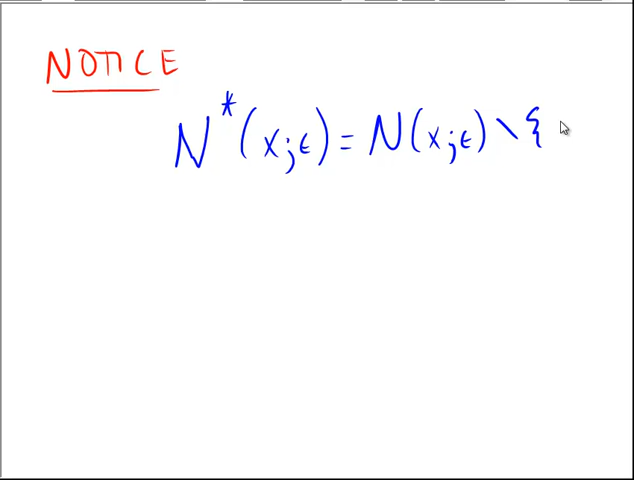 NOTICE
N*(x;ϵ) = N(x;ϵ) \ {